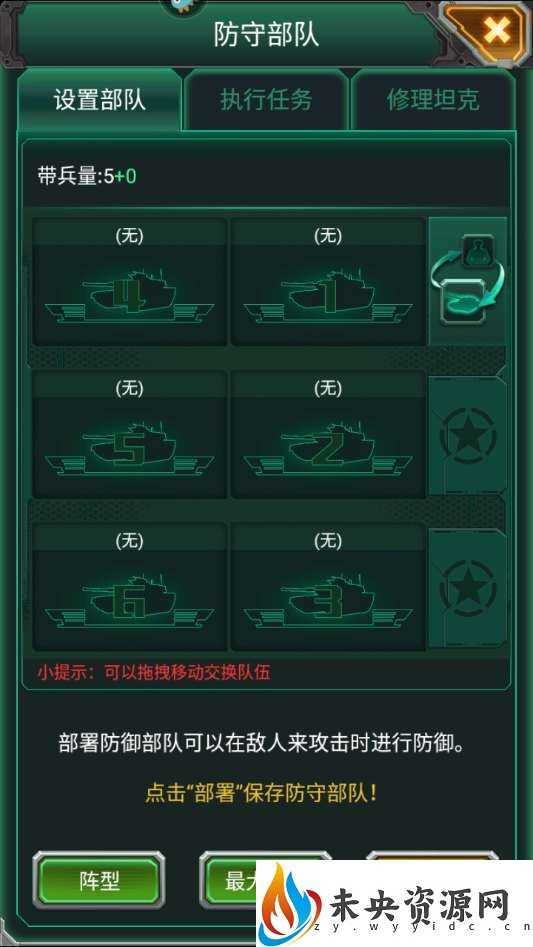 防守部队
设置部队 执行任务 修理坦克
带兵量:5+0
(无) (无)
4 1
(无) (无)
5 2
(无) (无)
6 3
小提示：可以拖拽移动交换队伍
部署防御部队可以在敌人来攻击时进行防御。
点击“部署”保存防守部队！
阵型 最大
未央资源网
zy.wyyidc.cn